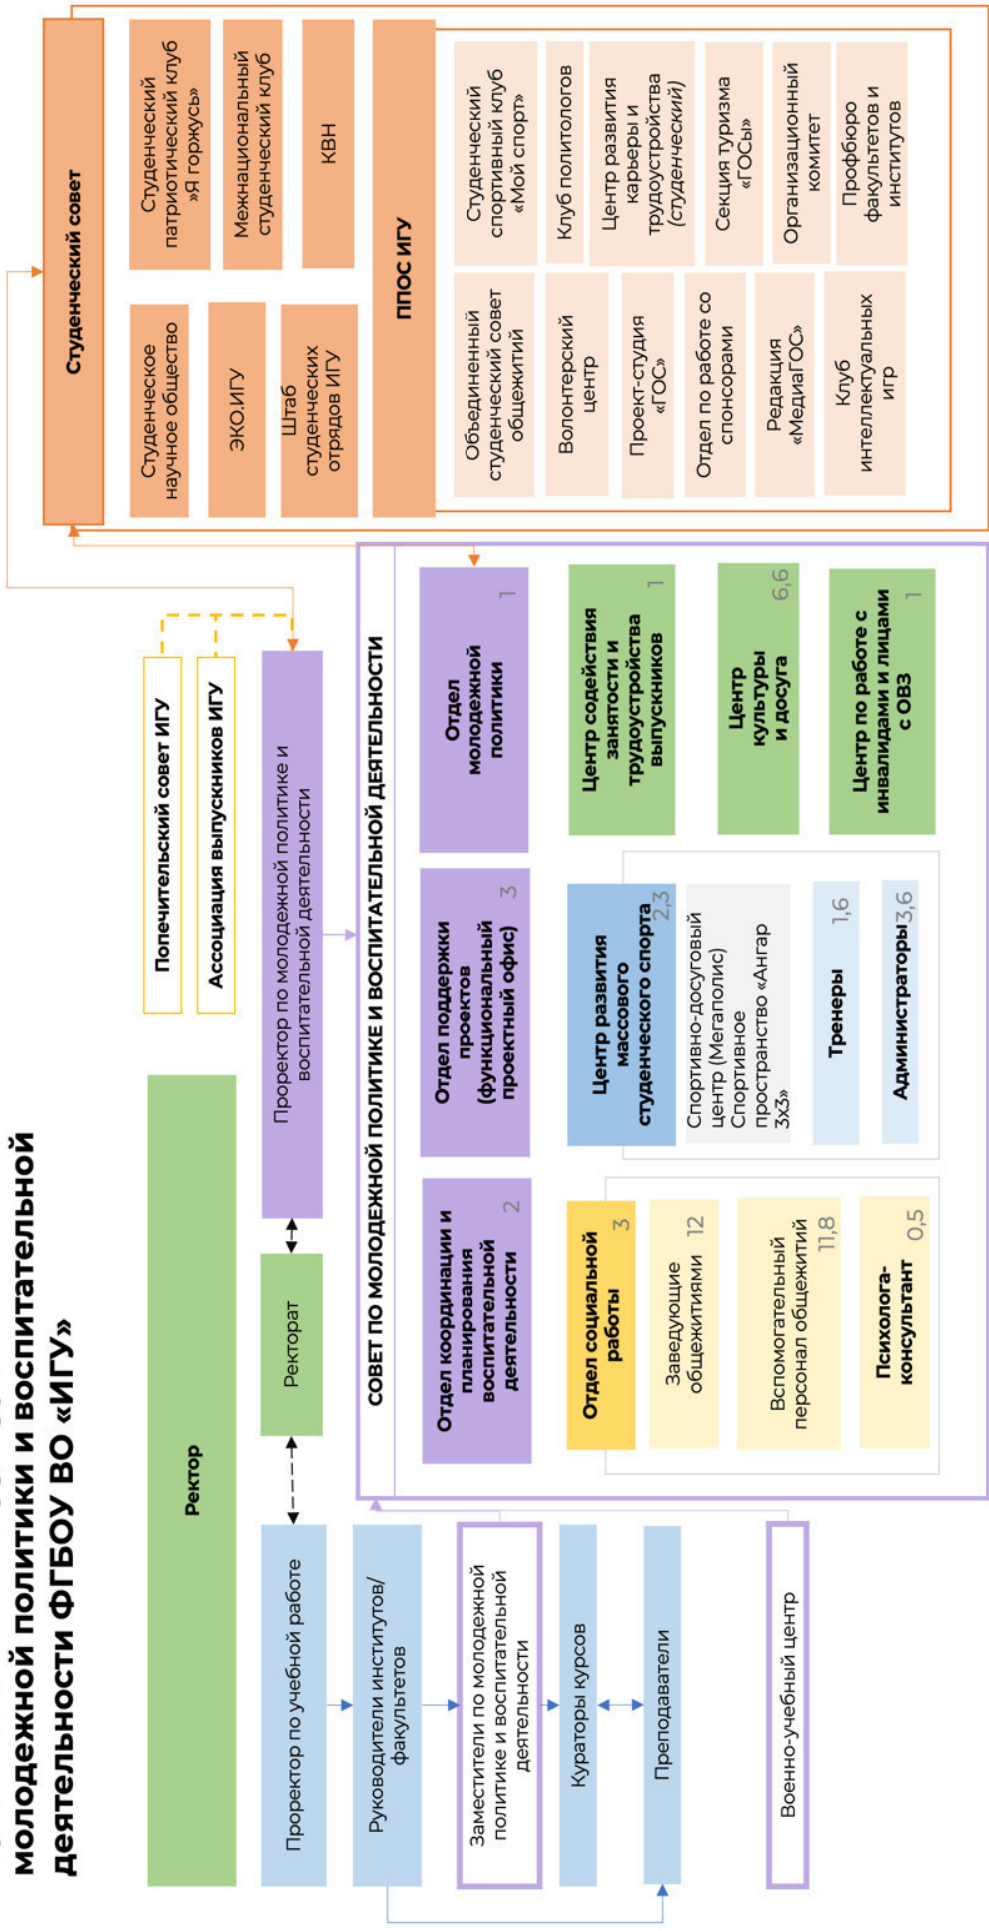 молодежной политики и воспитательной
деятельности ФГБОУ ВО «ИГУ»
Ректор
Попечительский совет ИГУ
Ассоциация выпускников ИГУ
Проректор по учебной работе
Ректорат
Проректор по молодежной политике и
воспитательной деятельности
Руководители институтов/
факультетов
Заместители по молодежной
политике и воспитательной
деятельности
Кураторы курсов
Преподаватели
Военно-учебный центр
СОВЕТ ПО МОЛОДЕЖНОЙ ПОЛИТИКЕ И ВОСПИТАТЕЛЬНОЙ ДЕЯТЕЛЬНОСТИ
Отдел координации и
планирования
воспитательной
деятельности
2
Отдел поддержки
проектов
(функциональный
проектный офис)
3
Отдел
молодежной
политики
1
Отдел социальной
работы
3
Заведующие
общежитиями
12
Вспомогательный
персонал общежитий
11,8
Психолога-
консультант
0,5
Центр развития
массового
студенческого спорта
2,3
Спортивно-досуговый
центр (Мегаполис)
Спортивное
пространство «Ангар
3х3»
Тренеры
1,6
Администраторы
3,6
Центр содействия
занятости и
трудоустройства
выпускников
1
Центр
культуры
и досуга
6,6
Центр по работе с
инвалидами и лицами
с ОВЗ
1
Студенческий совет
Студенческое
научное общество
ЭКО.ИГУ
Штаб
студенческих
отрядов ИГУ
Студенческий
патриотический клуб
»Я горжусь»
Межнациональный
студенческий клуб
КВН
ППОС ИГУ
Объединенный
студенческий совет
общежитий
Волонтерский
центр
Проект-студия
«ГОС»
Отдел по работе со
спонсорами
Редакция
«МедиаГОС»
Клуб
интеллектуальных
игр
Студенческий
спортивный клуб
«Мой спорт»
Клуб политологов
Центр развития
карьеры и
трудоустройства
(студенческий)
Секция туризма
«ГОСы»
Организационный
комитет
Профбюро
факультетов и
институтов